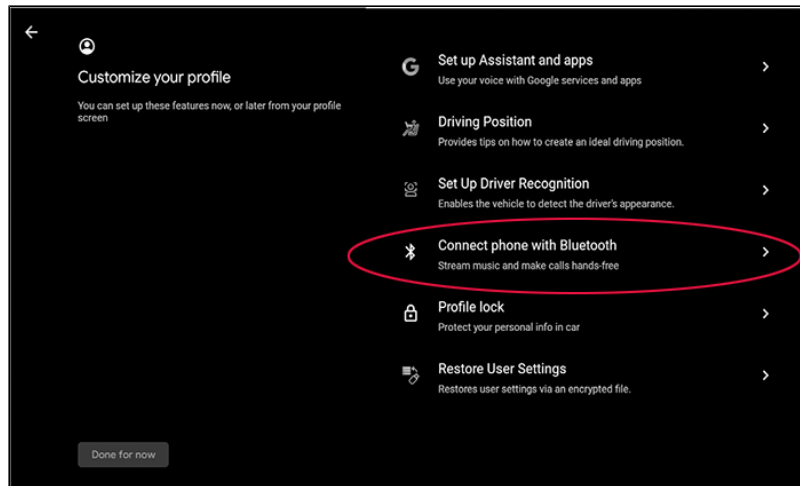 Customize your profile
You can set up these features now, or later from your profile
screen
Set up Assistant and apps
Use your voice with Google services and apps
Driving Position
Provides tips on how to create an ideal driving position.
Set Up Driver Recognition
Enables the vehicle to detect the driver's appearance.
Connect phone with Bluetooth
Stream music and make calls hands-free
Profile lock
Protect your personal info in car
Restore User Settings
Restores user settings via an encrypted file.
Done for now